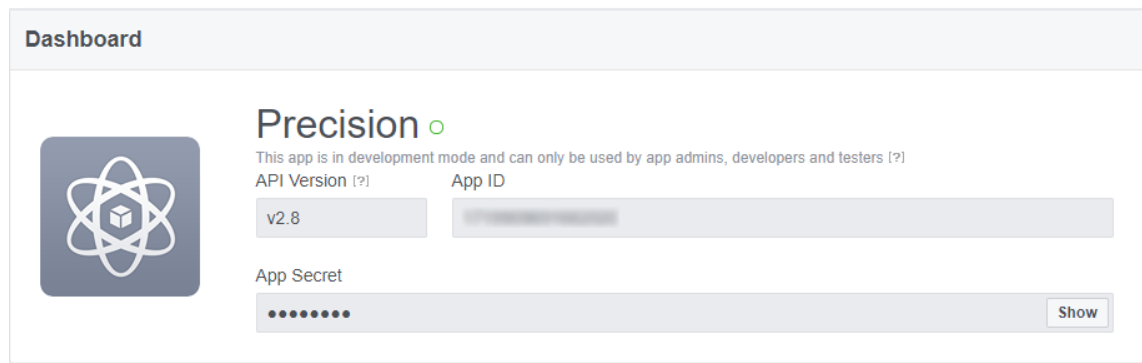 Dashboard
Precision
This app is in development mode and can only be used by app admins, developers and testers [?]
API Version [?] App ID
v2.8
App Secret
●●●●●●●● Show